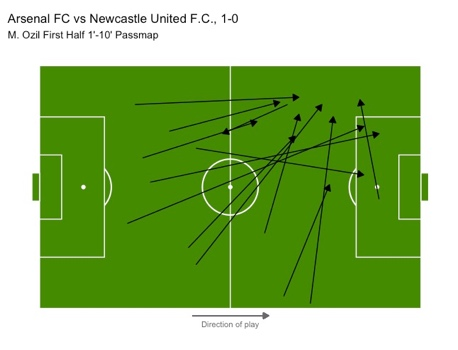 Arsenal FC vs Newcastle United F.C., 1-0
M. Ozil First Half 1'-10' Passmap
Direction of play